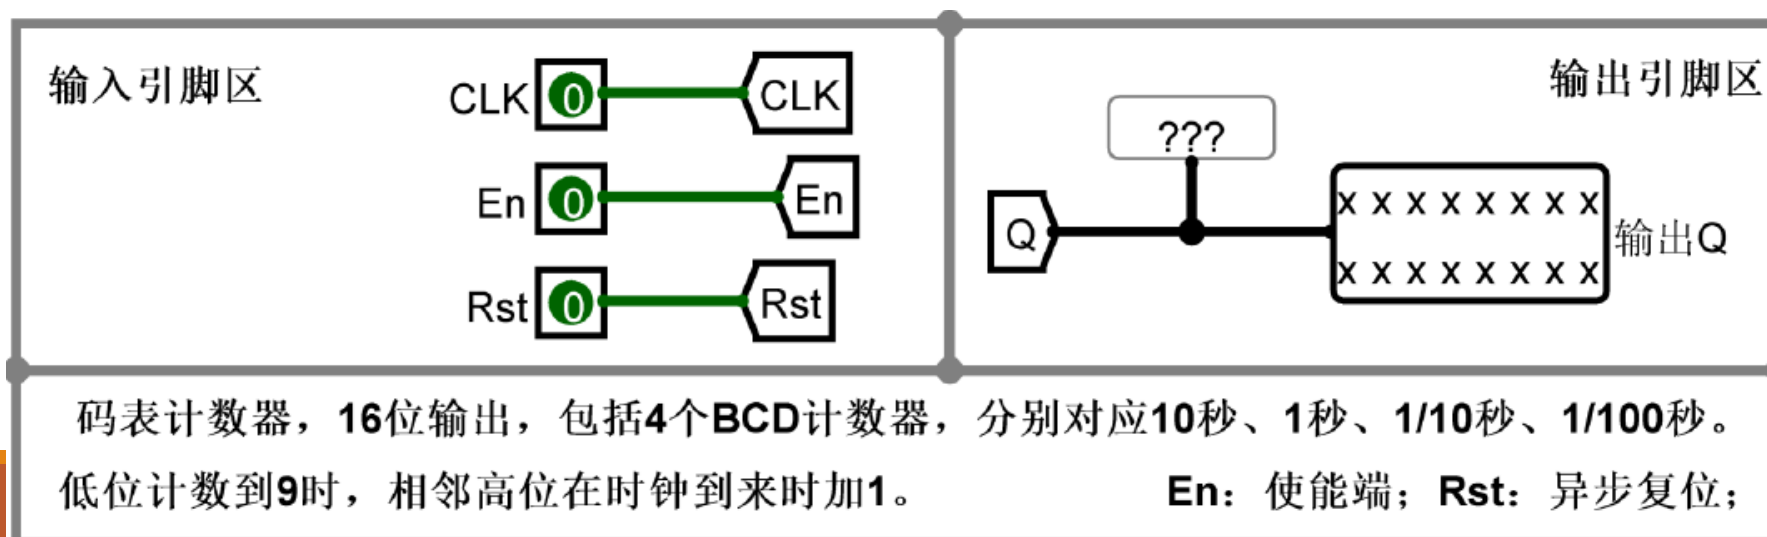 输入引脚区
CLK 0 CLK
En 0 En
Rst 0 Rst
输出引脚区
???
Q
x x x x x x x x
x x x x x x x x
输出Q
码表计数器，16位输出，包括4个BCD计数器，分别对应10秒、1秒、1/10秒、1/100秒。
低位计数到9时，相邻高位在时钟到来时加1。 En：使能端；Rst：异步复位；